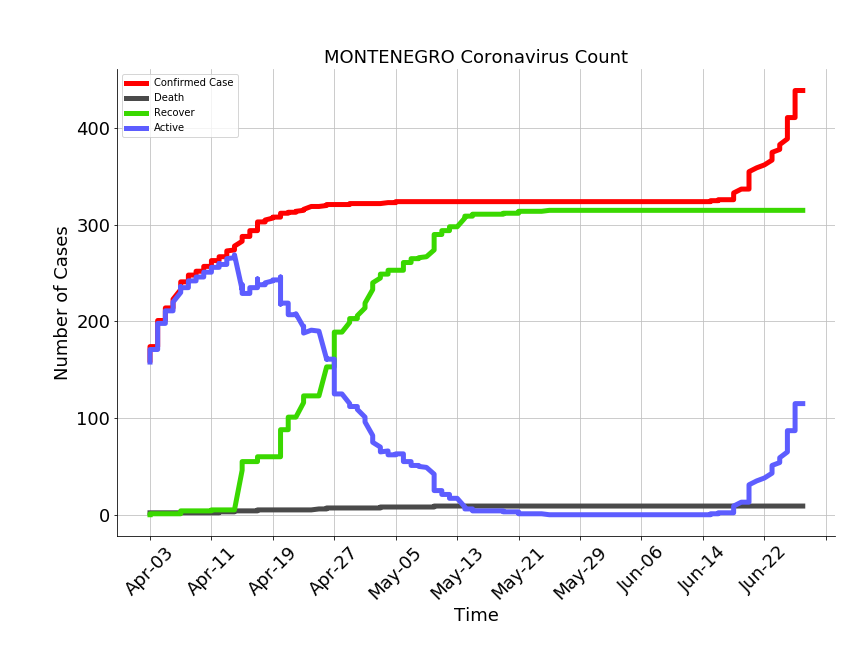 MONTENEGRO Coronavirus Count
Confirmed Case
Death
Recover
Active
Number of Cases
400
300
200
100
0
Apr-03
Apr-11
Apr-19
Apr-27
May-05
May-13
May-21
May-29
Jun-06
Jun-14
Jun-22
Time